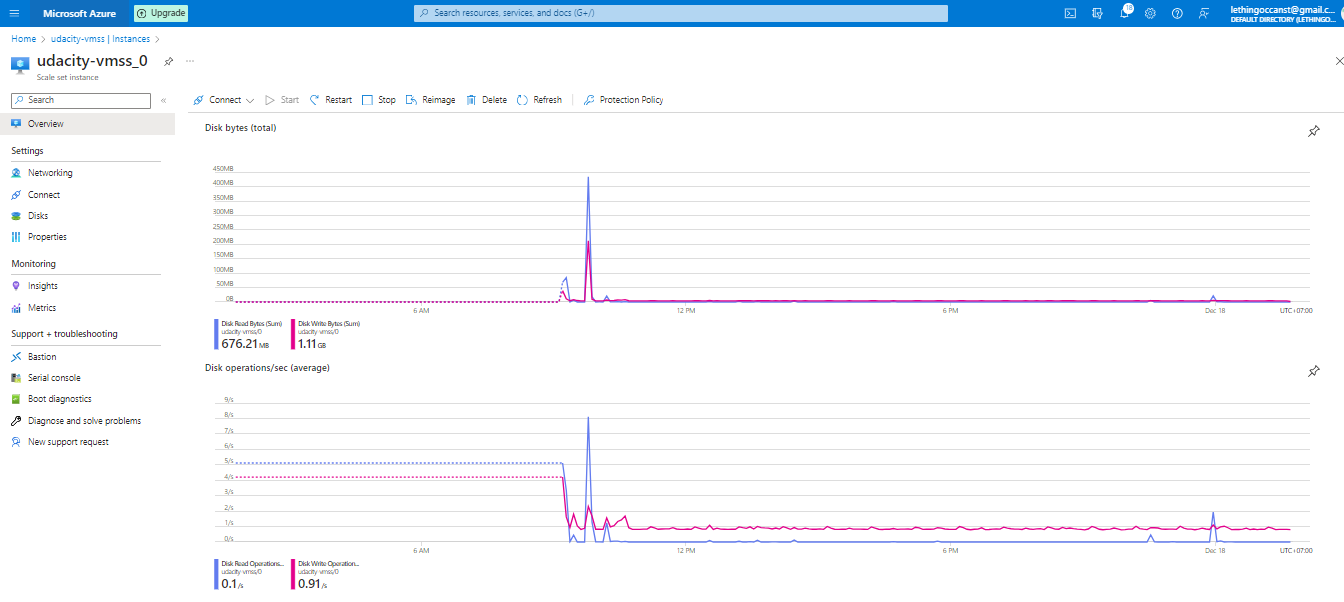 Microsoft Azure
Upgrade
Search resources, services, and docs (G+/)
18
lethingoccanst@gmail.c...
DEFAULT DIRECTORY (LETHINGO...
Home > udacity-vmss | Instances >
udacity-vmss_0
...
Scale set instance
Search
«
Connect
Start
Restart
Stop
Reimage
Delete
Refresh
Protection Policy
Overview
Settings
Networking
Connect
Disks
Properties
Monitoring
Insights
Metrics
Support + troubleshooting
Bastion
Serial console
Boot diagnostics
Diagnose and solve problems
New support request
Disk bytes (total)
450MB
400MB
350MB
300MB
250MB
200MB
150MB
100MB
50MB
0B
6 AM
12 PM
6 PM
Dec 18
UTC+07:00
Disk Read Bytes (Sum)
udacity-vmss/0
676.21 MB
Disk Write Bytes (Sum)
udacity-vmss/0
1.11 GB
Disk operations/sec (average)
9/s
8/s
7/s
6/s
5/s
4/s
3/s
2/s
1/s
0/s
6 AM
12 PM
6 PM
Dec 18
UTC+07:00
Disk Read Operations...
udacity-vmss/0
0.1 /s
Disk Write Operation...
udacity-vmss/0
0.91 /s